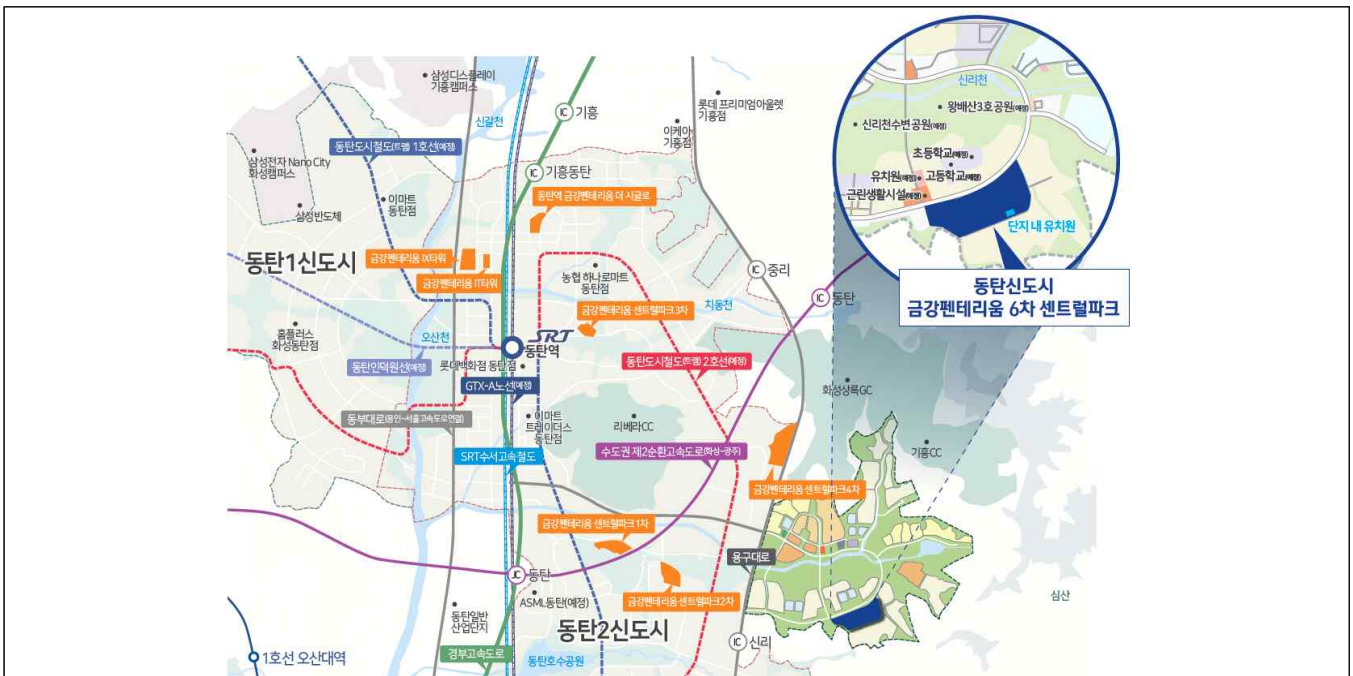 삼성디스플레이
기흥캠퍼스
신갈천
IC 기흥
롯데 프리미엄아울렛
기흥점
이케아
기흥점
동탄도시철도(트램) 1호선(예정)
삼성전자 Nano City
화성캠퍼스
IC 기흥동탄
이마트
동탄점
삼성반도체
동탄역 금강펜테리움 더 시글로
동탄1신도시
금강펜테리움 IX타워
금강펜테리움 IT타워
농협 하나로마트
동탄점
IC 중리
IC 동탄
치동천
금강펜테리움 센트럴파크 3차
오산천
홈플러스
화성동탄점
SRT
동탄역
롯데백화점 동탄점
동탄인덕원선(예정)
동탄도시철도(트램) 2호선(예정)
GTX-A노선(예정)
화성상록GC
동부대로(용인~서울고속도로연결)
이마트
트레이더스
동탄점
리베라CC
기흥CC
SRT수서고속철도
수도권 제2순환고속도로(화성~광주)
금강펜테리움 센트럴파크4차
금강펜테리움 센트럴파크 1차
용구대로
JC 동탄
ASML동탄(예정)
금강펜테리움 센트럴파크2차
심산
동탄일반
산업단지
동탄2신도시
IC 신리
1호선 오산대역
경부고속도로
동탄호수공원
신리천
왕배산3호공원(예정)
신리천수변공원(예정)
초등학교(예정)
유치원(예정)
고등학교(예정)
근린생활시설(예정)
단지 내 유치원
동탄신도시
금강펜테리움 6차 센트럴파크